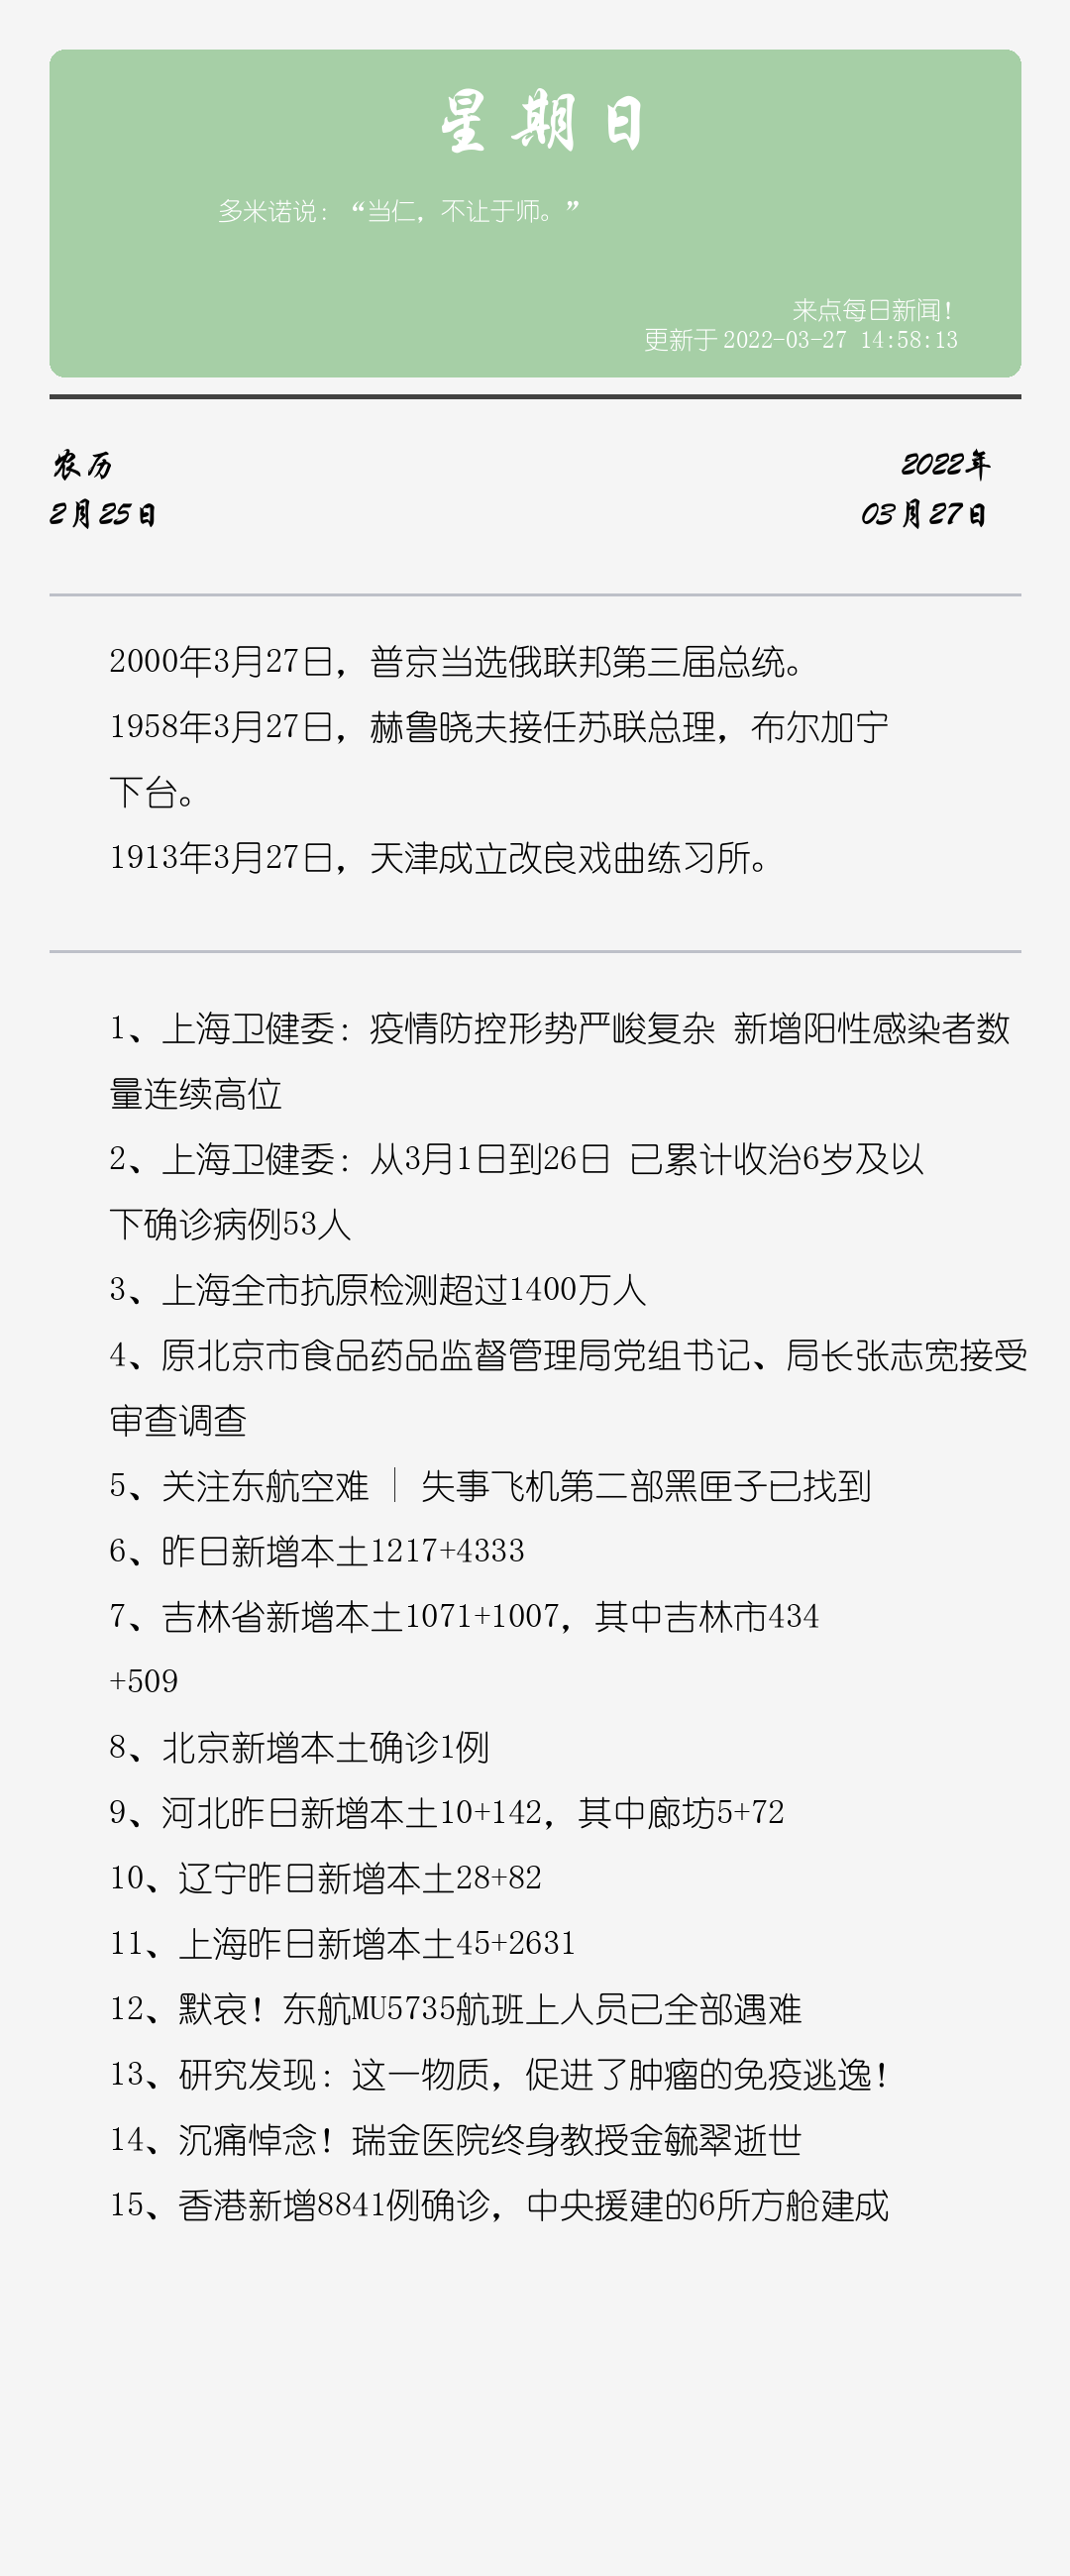 星期日
多米诺说：“当仁，不让于师。”
来点每日新闻！
更新于 2022-03-27 14:58:13
农历
2022年
2月25日
03月27日
2000年3月27日，普京当选俄联邦第三届总统。
1958年3月27日，赫鲁晓夫接任苏联总理，布尔加宁
下台。
1913年3月27日，天津成立改良戏曲练习所。
1、上海卫健委：疫情防控形势严峻复杂 新增阳性感染者数
量连续高位
2、上海卫健委：从3月1日到26日 已累计收治6岁及以
下确诊病例53人
3、上海全市抗原检测超过1400万人
4、原北京市食品药品监督管理局党组书记、局长张志宽接受
审查调查
5、关注东航空难｜失事飞机第二部黑匣子已找到
6、昨日新增本土1217+4333
7、吉林省新增本土1071+1007，其中吉林市434
+509
8、北京新增本土确诊1例
9、河北昨日新增本土10+142，其中廊坊5+72
10、辽宁昨日新增本土28+82
11、上海昨日新增本土45+2631
12、默哀！东航MU5735航班上人员已全部遇难
13、研究发现：这一物质，促进了肿瘤的免疫逃逸！
14、沉痛悼念！瑞金医院终身教授金毓翠逝世
15、香港新增8841例确诊，中央援建的6所方舱建成